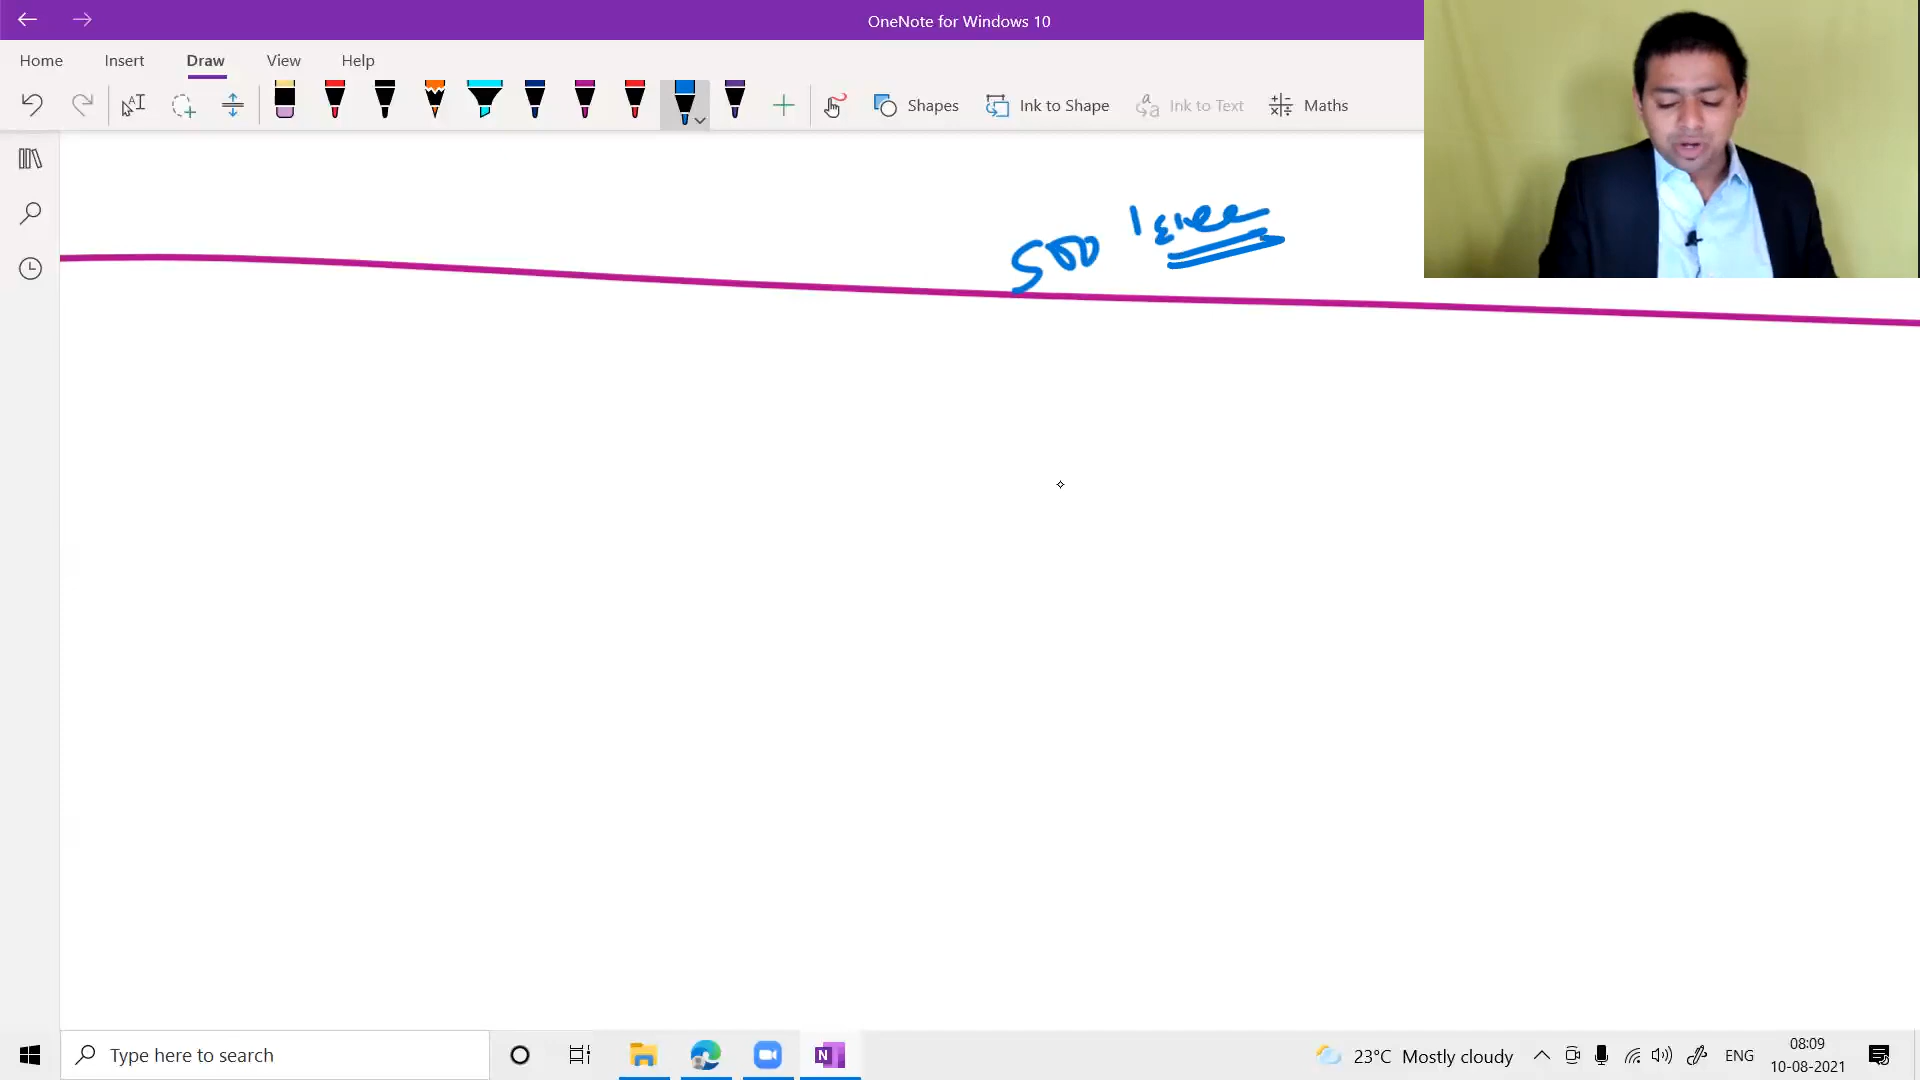 OneNote for Windows 10
Home Insert Draw View Help
Shapes Ink to Shape Ink to Text Maths
500
Type here to search
23°C Mostly cloudy ENG 08:09
10-08-2021